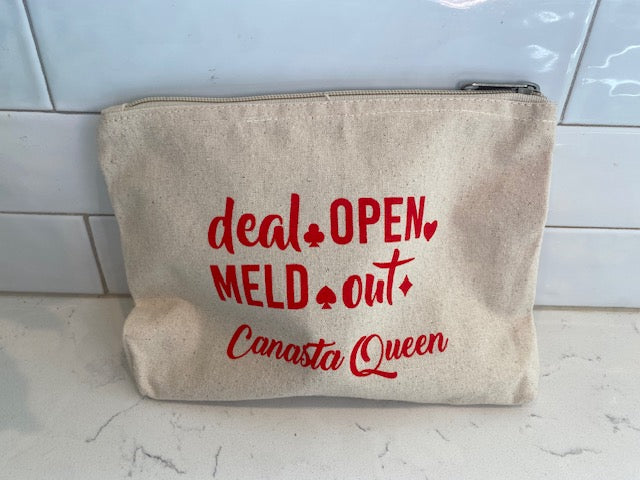 deal♣OPEN♥
MELD♠out♦
Canasta Queen